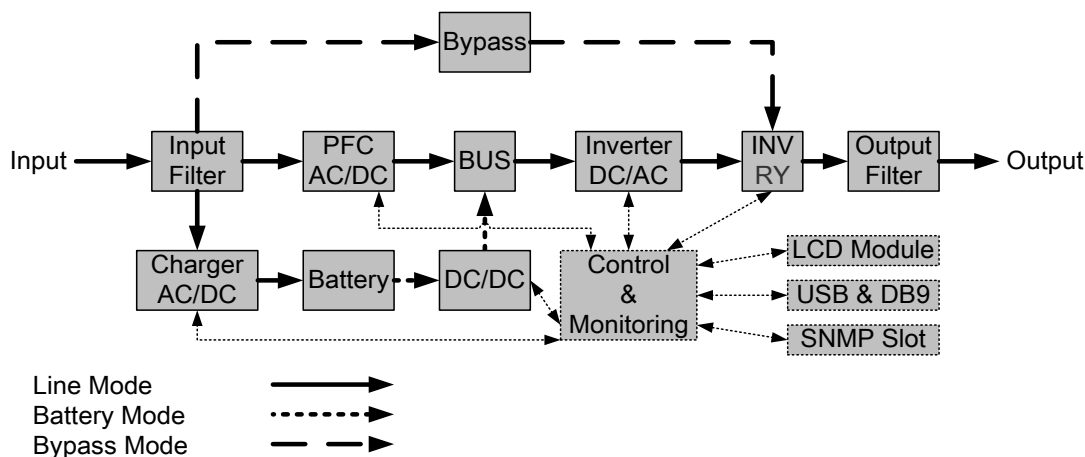 Bypass
Input
Input
Filter
PFC
AC/DC
BUS
Inverter
DC/AC
INV
RY
Output
Filter
Output
Charger
AC/DC
Battery
DC/DC
Control
&
Monitoring
LCD Module
USB & DB9
SNMP Slot
Line Mode
Battery Mode
Bypass Mode